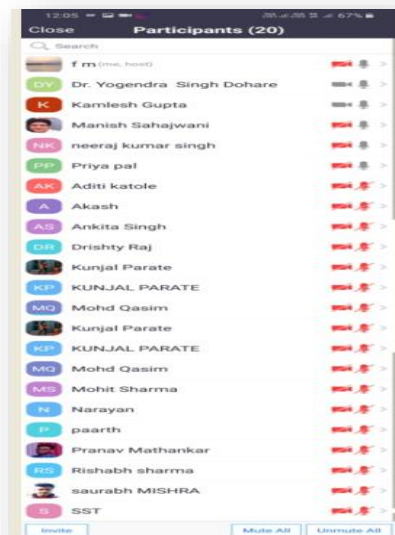 12:05 67%
Close Participants (20)
Search
f m (me, host)
DY Dr. Yogendra Singh Dohare
K Kamlesh Gupta
Manish Sahajwani
NK neeraj kumar singh
PP Priya pal
AK Aditi katole
A Akash
AS Ankita Singh
DR Drishty Raj
Kunjal Parate
KP KUNJAL PARATE
MQ Mohd Qasim
Kunjal Parate
KP KUNJAL PARATE
MQ Mohd Qasim
MS Mohit Sharma
N Narayan
P paarth
Pranav Mathankar
RS Rishabh sharma
saurabh MISHRA
S SST
Invite Mute All Unmute All